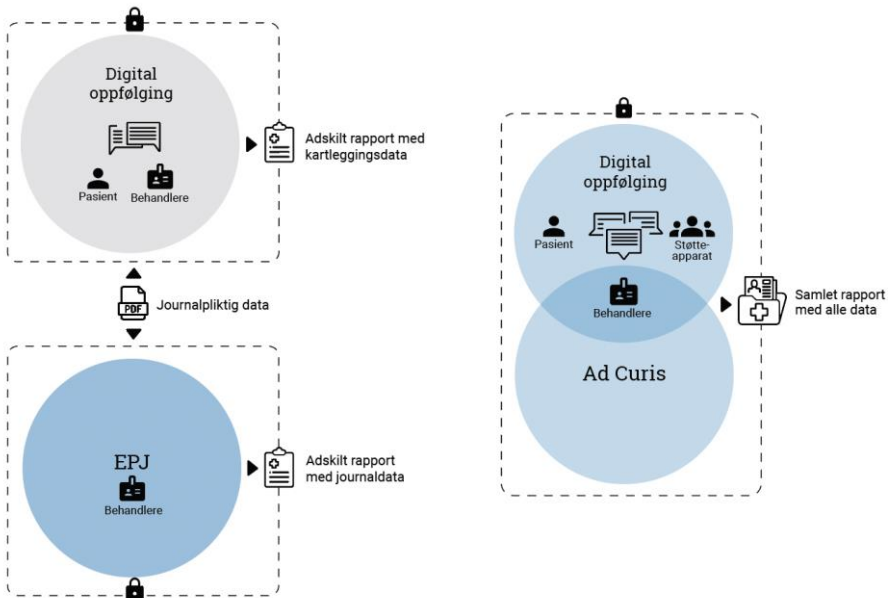 Digital
oppfølging
Pasient
Behandlere
Adskilt rapport med
kartleggingsdata
PDF
Journalpliktig data
EPJ
Behandlere
Adskilt rapport
med journaldata
Digital
oppfølging
Pasient
Støtte-
apparat
Behandlere
Samlet rapport
med alle data
Ad Curis